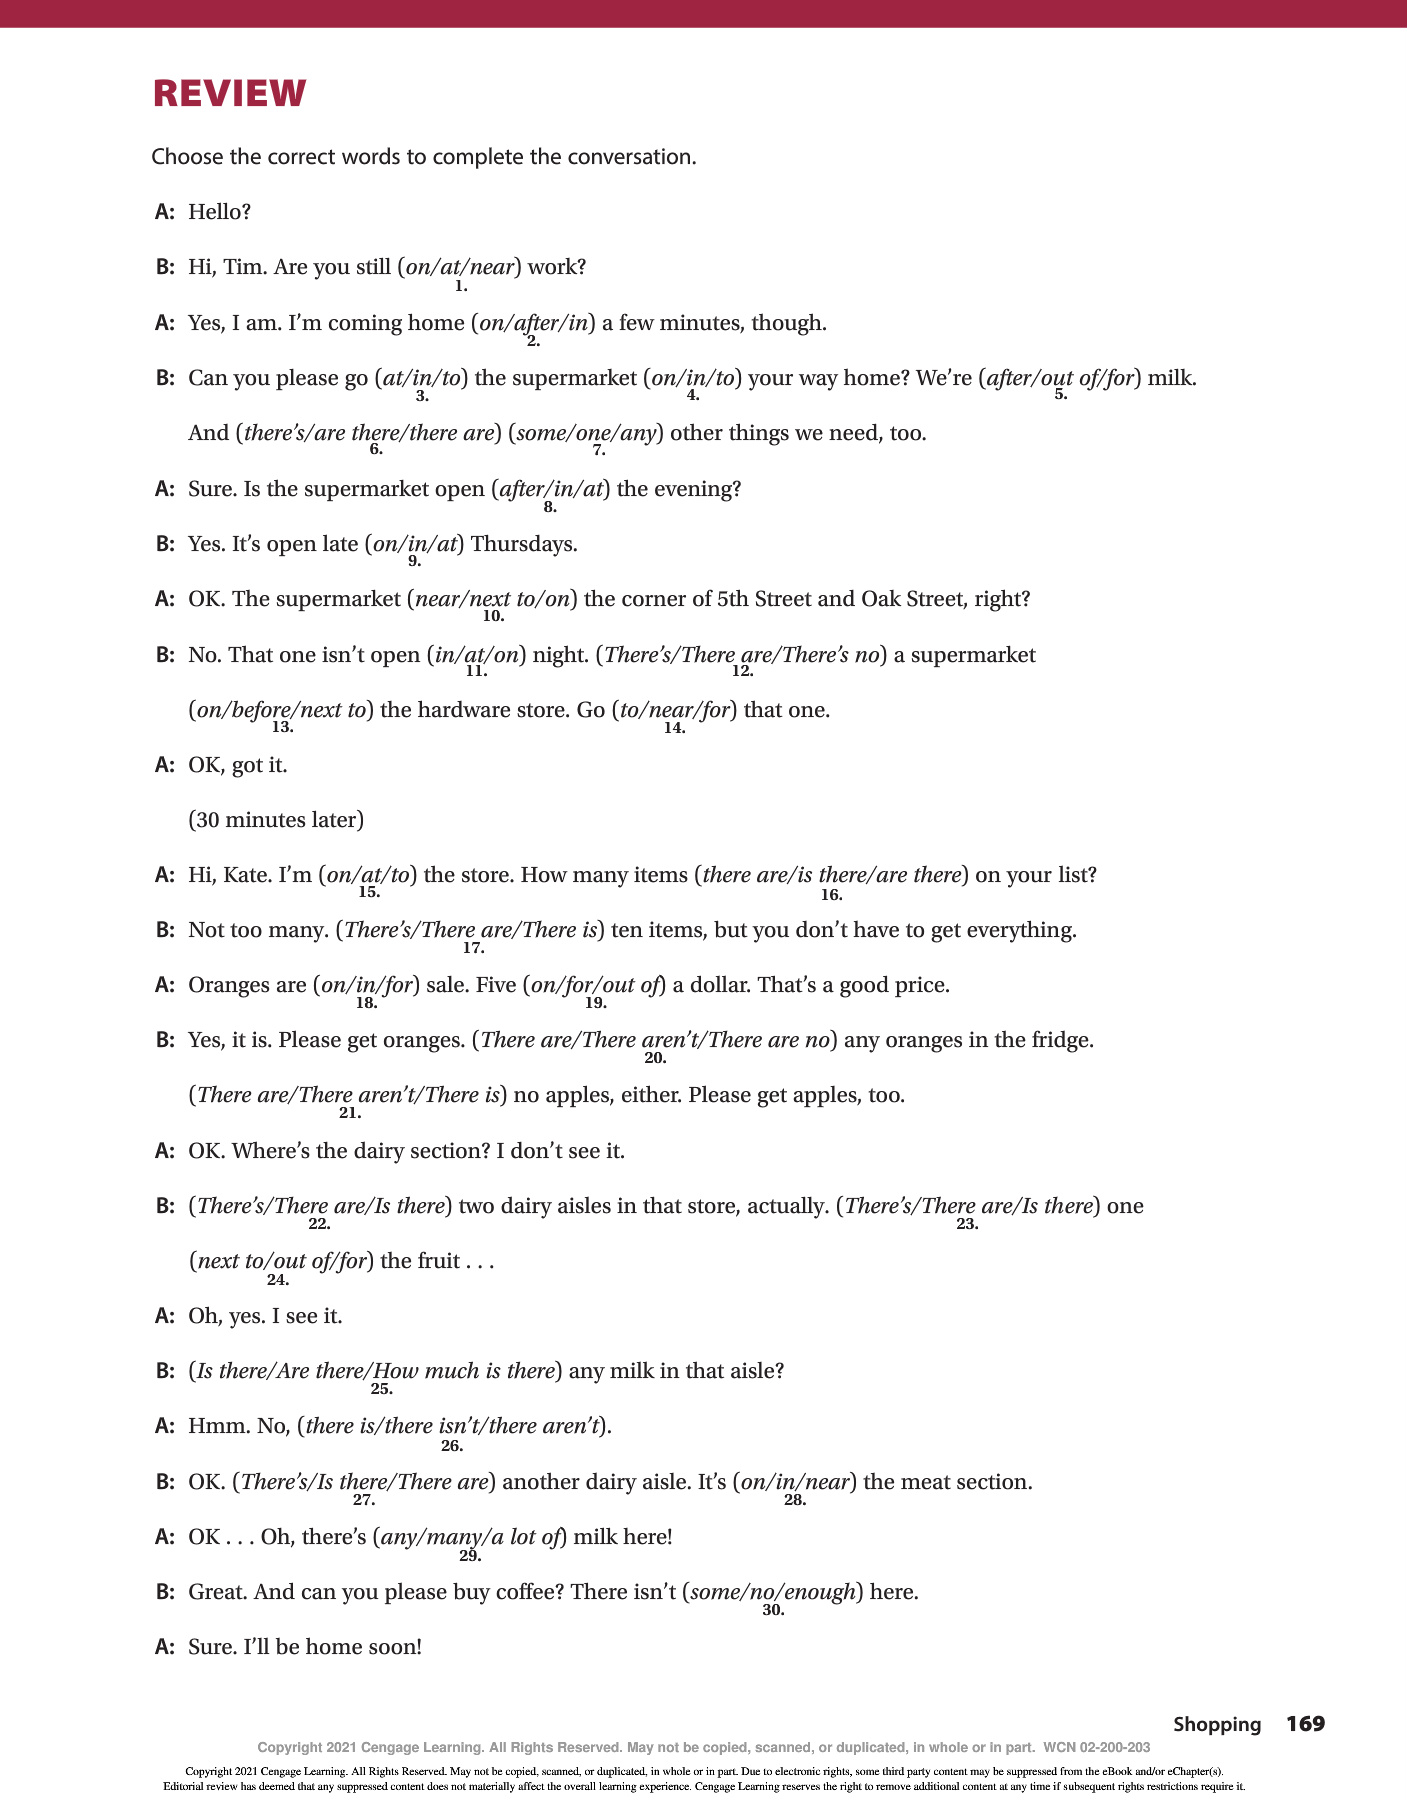 REVIEW
Choose the correct words to complete the conversation.
A: Hello?
B: Hi, Tim. Are you still (on/at/near) work?
1.
A: Yes, I am. I’m coming home (on/after/in) a few minutes, though.
2.
B: Can you please go (at/in/to) the supermarket (on/in/to) your way home? We’re (after/out of/for) milk.
3. 4. 5.
And (there’s/are there/there are) (some/one/any) other things we need, too.
6. 7.
A: Sure. Is the supermarket open (after/in/at) the evening?
8.
B: Yes. It’s open late (on/in/at) Thursdays.
9.
A: OK. The supermarket (near/next to/on) the corner of 5th Street and Oak Street, right?
10.
B: No. That one isn’t open (in/at/on) night. (There’s/There are/There’s no) a supermarket
11. 12.
(on/before/next to) the hardware store. Go (to/near/for) that one.
13. 14.
A: OK, got it.
(30 minutes later)
A: Hi, Kate. I’m (on/at/to) the store. How many items (there are/is there/are there) on your list?
15. 16.
B: Not too many. (There’s/There are/There is) ten items, but you don’t have to get everything.
17.
A: Oranges are (on/in/for) sale. Five (on/for/out of) a dollar. That’s a good price.
18. 19.
B: Yes, it is. Please get oranges. (There are/There aren’t/There are no) any oranges in the fridge.
20.
(There are/There aren’t/There is) no apples, either. Please get apples, too.
21.
A: OK. Where’s the dairy section? I don’t see it.
B: (There’s/There are/Is there) two dairy aisles in that store, actually. (There’s/There are/Is there) one
22. 23.
(next to/out of/for) the fruit . . .
24.
A: Oh, yes. I see it.
B: (Is there/Are there/How much is there) any milk in that aisle?
25.
A: Hmm. No, (there is/there isn’t/there aren’t).
26.
B: OK. (There’s/Is there/There are) another dairy aisle. It’s (on/in/near) the meat section.
27. 28.
A: OK . . . Oh, there’s (any/many/a lot of) milk here!
29.
B: Great. And can you please buy coffee? There isn’t (some/no/enough) here.
30.
A: Sure. I’ll be home soon!
Shopping 169
Copyright 2021 Cengage Learning. All Rights Reserved. May not be copied, scanned, or duplicated, in whole or in part. WCN 02-200-203
Copyright 2021 Cengage Learning. All Rights Reserved. May not be copied, scanned, or duplicated, in whole or in part. Due to electronic rights, some third party content may be suppressed from the eBook and/or eChapter(s).
Editorial review has deemed that any suppressed content does not materially affect the overall learning experience. Cengage Learning reserves the right to remove additional content at any time if subsequent rights restrictions require it.